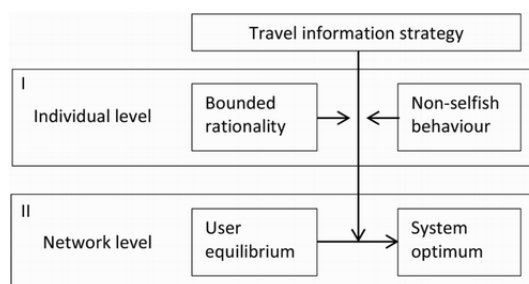 Travel information strategy
I
Individual level
Bounded
rationality
Non-selfish
behaviour
II
Network level
User
equilibrium
System
optimum